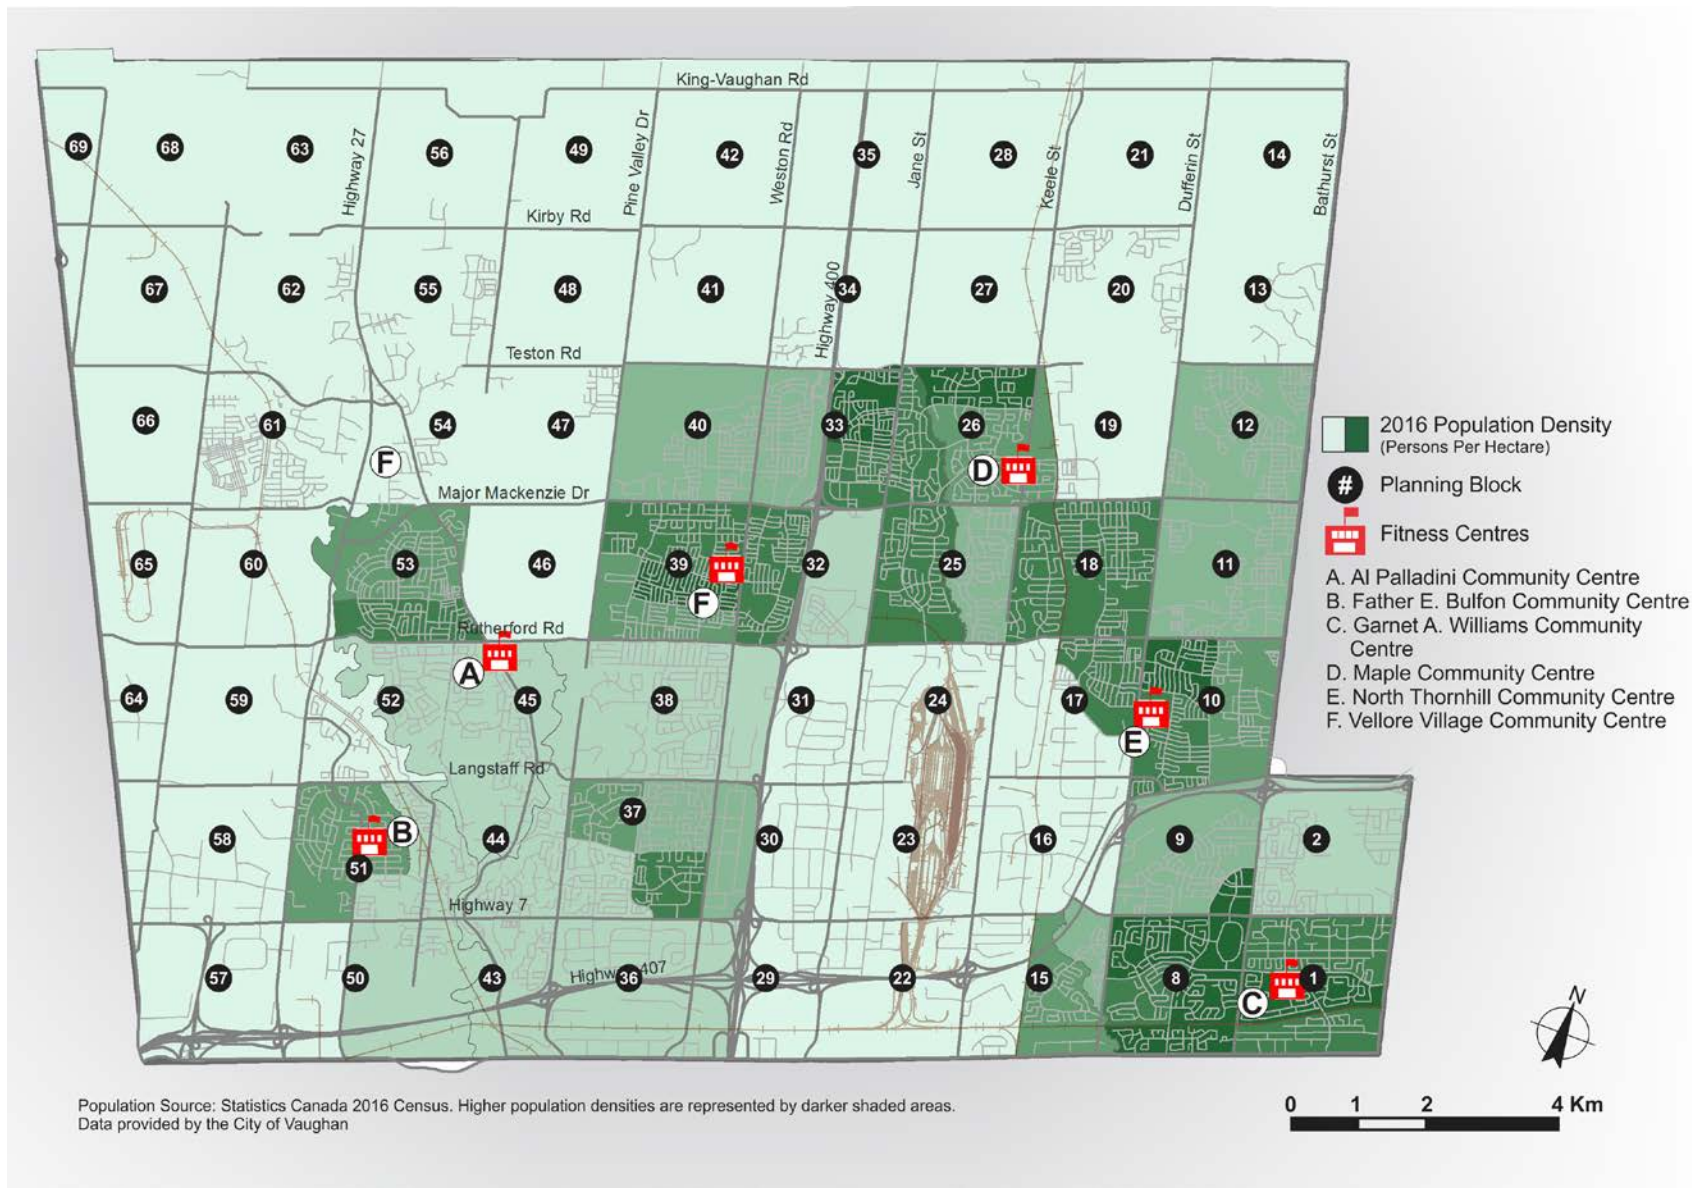 King-Vaughan Rd
69
68
63
Highway 27
56
49
Pine Valley Dr
42
Weston Rd
35
Jane St
28
Keele St
21
Dufferin St
14
Bathurst St
Kirby Rd
67
62
55
48
41
Highway 400
34
27
20
13
Teston Rd
66
61
54
47
40
33
26
19
12
F
D
Major Mackenzie Dr
65
60
53
46
39
32
25
18
11
F
Rutherford Rd
A
64
59
52
45
38
31
24
17
10
E
Langstaff Rd
58
B
51
44
37
30
23
16
9
2
Highway 7
57
50
43
Highway 407
36
29
22
15
8
C
1
2016 Population Density
(Persons Per Hectare)
# Planning Block
Fitness Centres
A. Al Palladini Community Centre
B. Father E. Bulfon Community Centre
C. Garnet A. Williams Community
Centre
D. Maple Community Centre
E. North Thornhill Community Centre
F. Vellore Village Community Centre
N
0 1 2 4 Km
Population Source: Statistics Canada 2016 Census. Higher population densities are represented by darker shaded areas.
Data provided by the City of Vaughan